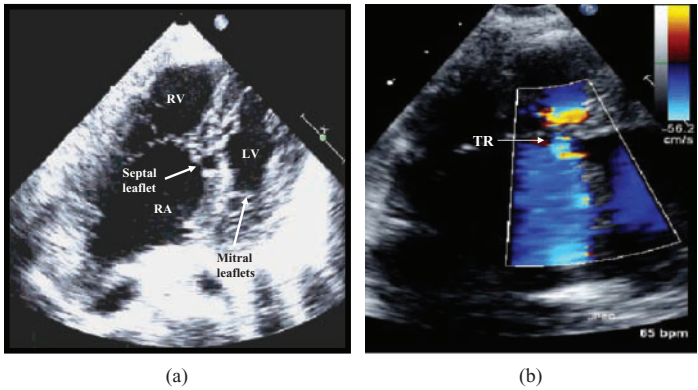 RV
LV
Septal
leaflet
RA
Mitral
leaflets
(a)
TR
-56.2
cm/s
65 bpm
(b)